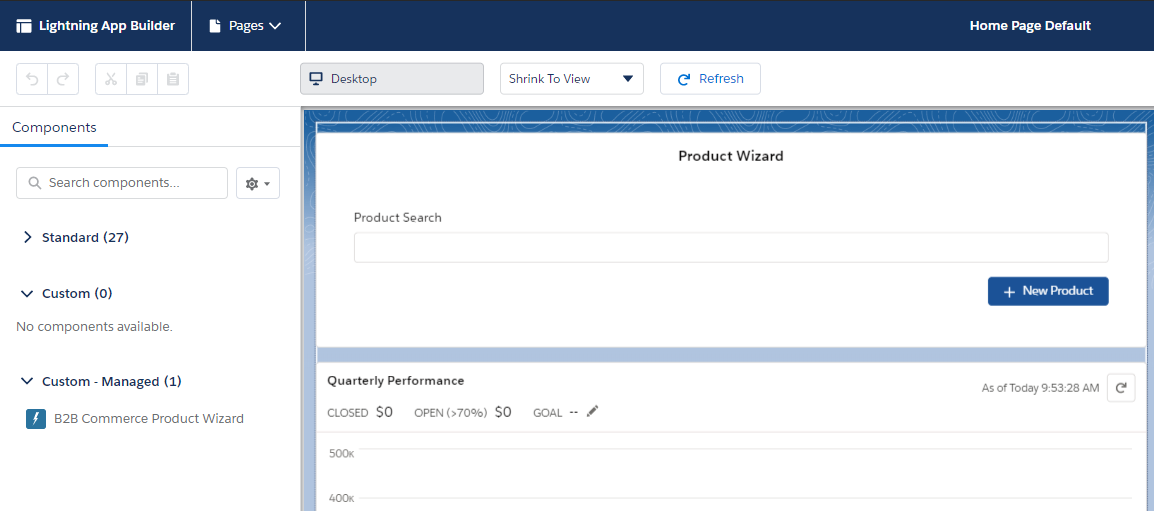 Lightning App Builder
Pages
Home Page Default
Desktop
Shrink To View
Refresh
Components
Search components...
Standard (27)
Custom (0)
No components available.
Custom - Managed (1)
B2B Commerce Product Wizard
Product Wizard
Product Search
+ New Product
Quarterly Performance
As of Today 9:53:28 AM
CLOSED $0 OPEN (>70%) $0 GOAL --
500K
400K